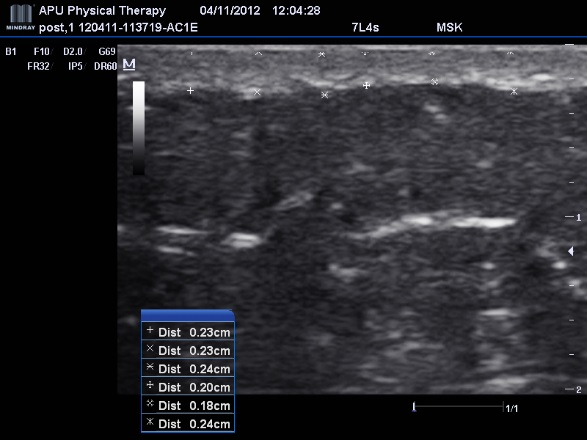 APU Physical Therapy 04/11/2012 12:04:28
MINDRAY post,1 120411-113719-AC1E 7L4s MSK
B1 F10 D2.0 G69
FR32 IP5 DR60
M
1
+ Dist 0.23cm
× Dist 0.23cm
Dist 0.24cm
Dist 0.20cm
Dist 0.18cm
Dist 0.24cm
2
1/1